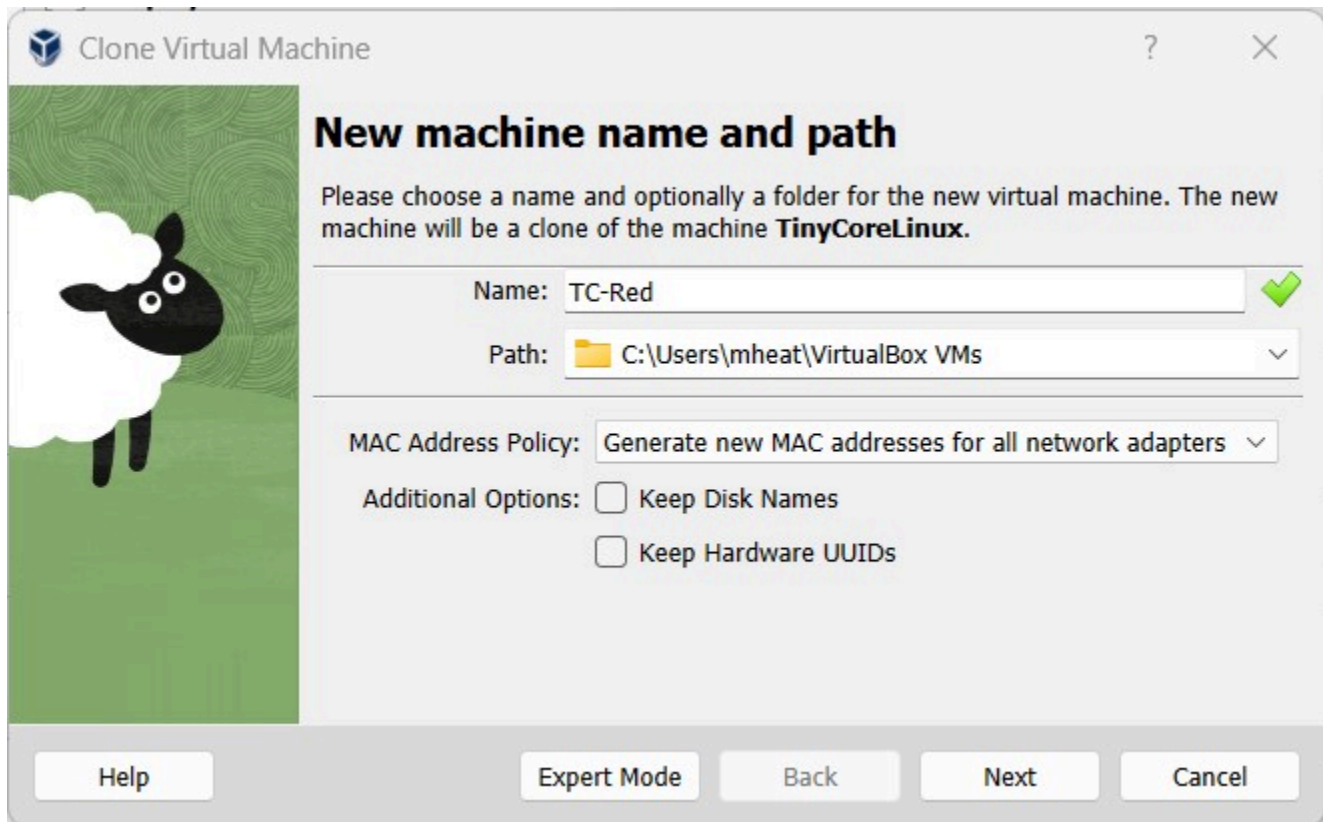 Clone Virtual Machine ?
New machine name and path
Please choose a name and optionally a folder for the new virtual machine. The new
machine will be a clone of the machine TinyCoreLinux.
Name: TC-Red
Path: C:\Users\mheat\VirtualBox VMs
MAC Address Policy: Generate new MAC addresses for all network adapters
Additional Options: Keep Disk Names
Keep Hardware UUIDs
Help Expert Mode Back Next Cancel